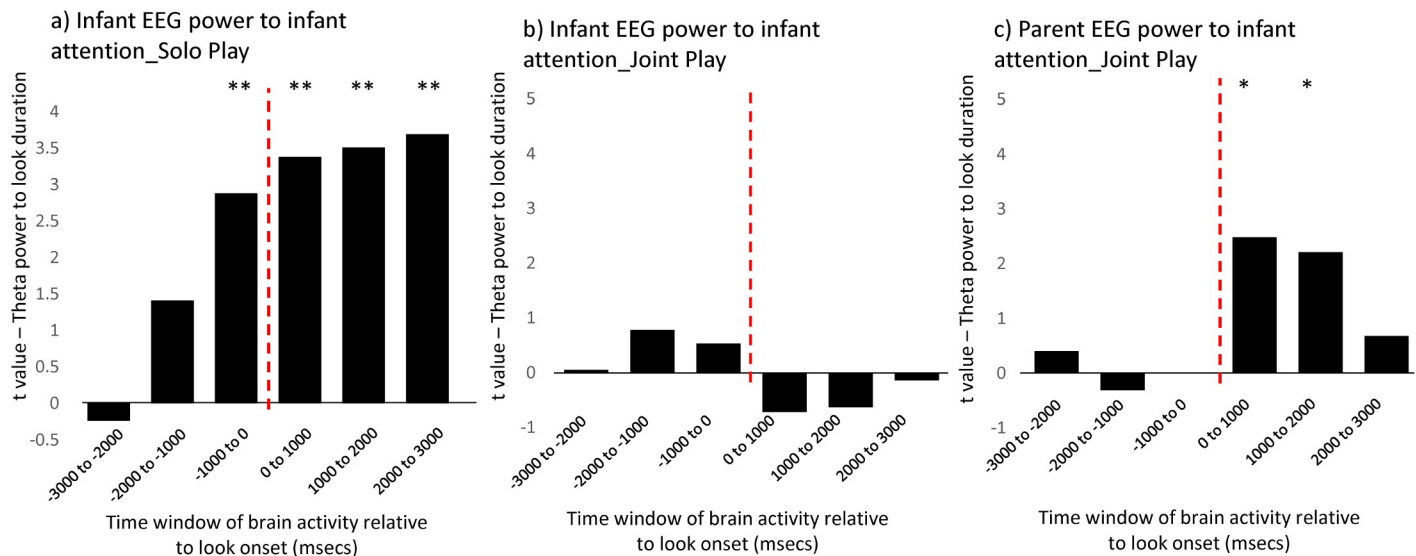 a) Infant EEG power to infant
attention_Solo Play
t value – Theta power to look duration
** ** ** **
4
3.5
3
2.5
2
1.5
1
0.5
0
-0.5
-3000 to -2000
-2000 to -1000
-1000 to 0
0 to 1000
1000 to 2000
2000 to 3000
Time window of brain activity relative
to look onset (msecs)
b) Infant EEG power to infant
attention_Joint Play
t value – Theta power to look duration
5
4
3
2
1
0
-1
-3000 to -2000
-2000 to -1000
-1000 to 0
0 to 1000
1000 to 2000
2000 to 3000
Time window of brain activity relative
to look onset (msecs)
c) Parent EEG power to infant
attention_Joint Play
t value – Theta power to look duration
* *
5
4
3
2
1
0
-1
-3000 to -2000
-2000 to -1000
-1000 to 0
0 to 1000
1000 to 2000
2000 to 3000
Time window of brain activity relative
to look onset (msecs)